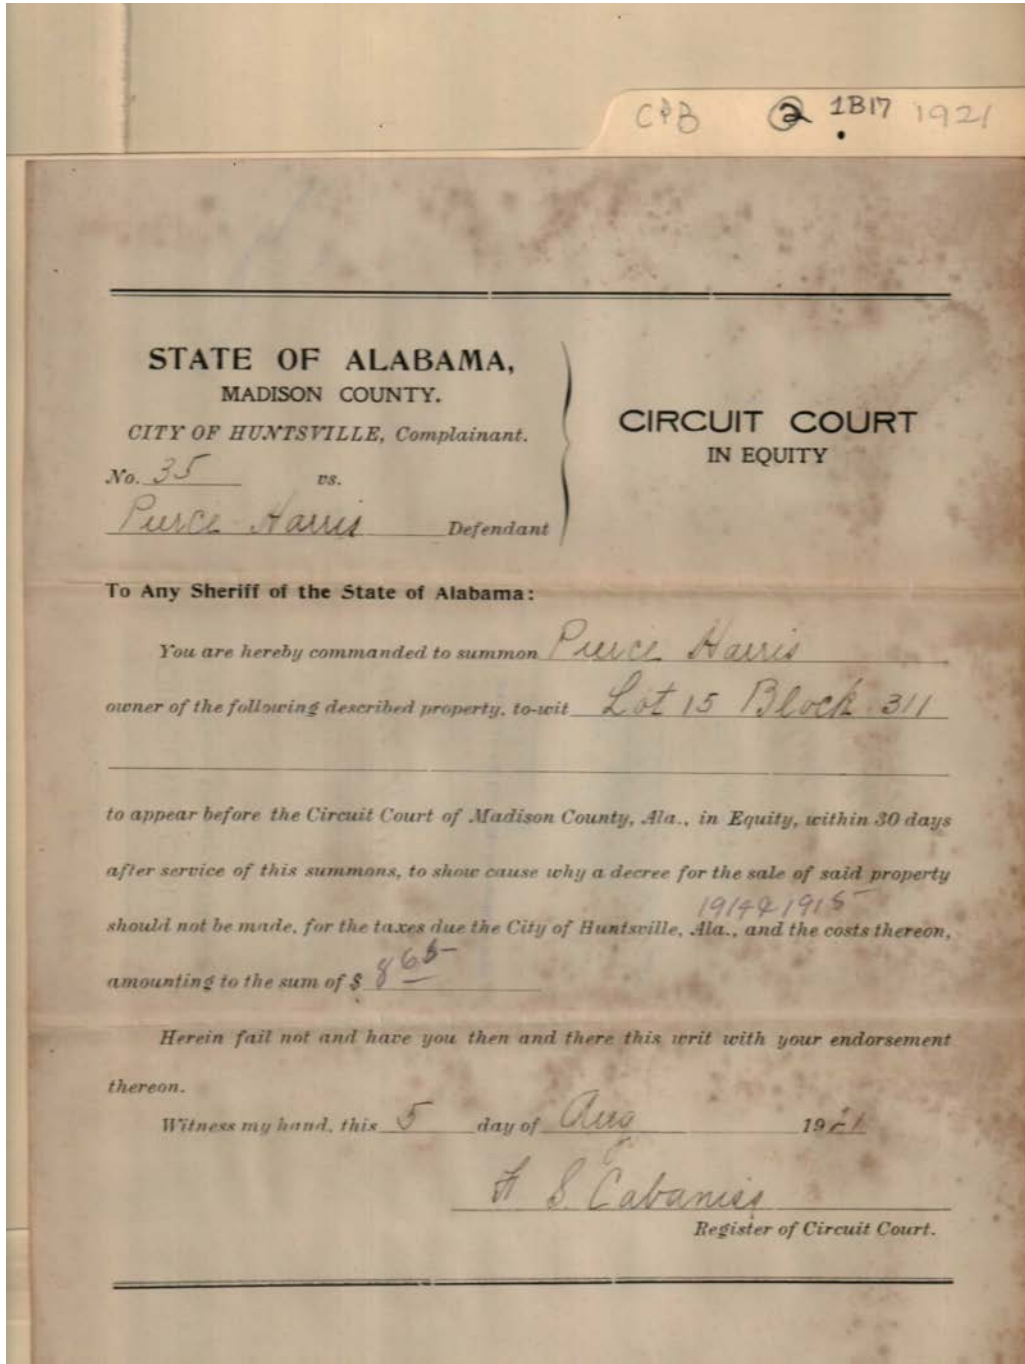 CPB 2 1B17 1921
STATE OF ALABAMA,
MADISON COUNTY.
CITY OF HUNTSVILLE, Complainant.
No. 35 vs.
Pierce Harris Defendant
CIRCUIT COURT
IN EQUITY
To Any Sheriff of the State of Alabama:
You are hereby commanded to summon Pierce Harris
owner of the following described property, to-wit Lot 15 Block 311
to appear before the Circuit Court of Madison County, Ala., in Equity, within 30 days
after service of this summons, to show cause why a decree for the sale of said property
1914 & 1915
should not be made, for the taxes due the City of Huntsville, Ala., and the costs thereon,
amounting to the sum of $ 865
Herein fail not and have you then and there this writ with your endorsement
thereon.
Witness my hand, this 5 day of Aug 1921
S. Cabaniss
Register of Circuit Court.